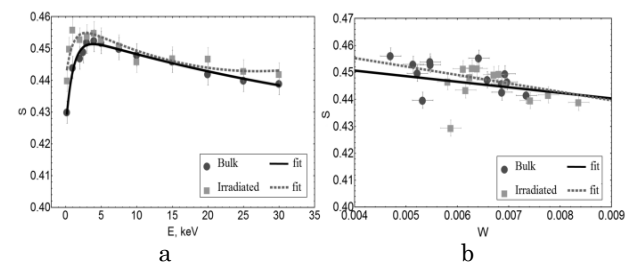 0.46
0.45
0.44
0.43
0.42
0.41
0.40
S
0
5
10
15
20
25
30
35
E, keV
Bulk
fit
Irradiated
fit
a
0.47
0.46
0.45
0.44
0.43
0.42
0.41
0.40
S
0.004
0.005
0.006
0.007
0.008
0.009
W
Bulk
fit
Irradiated
fit
b